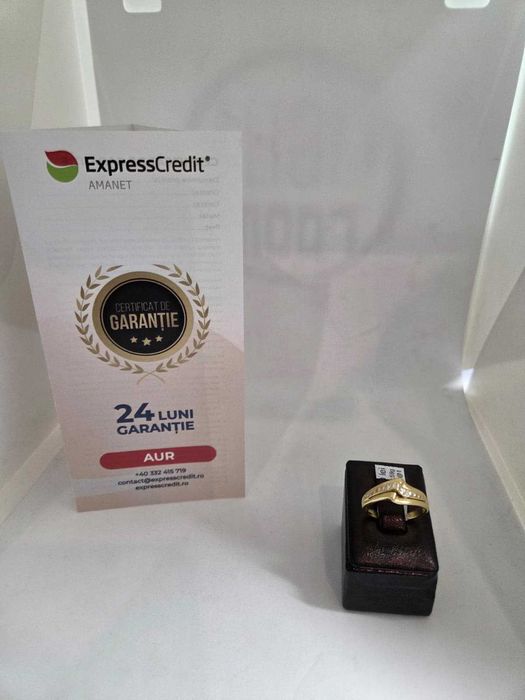 ExpressCredit®
AMANET
CERTIFICAT DE
GARANȚIE
24 LUNI
GARANȚIE
AUR
+40 332 415 719
contact@expresscredit.ro
expresscredit.ro